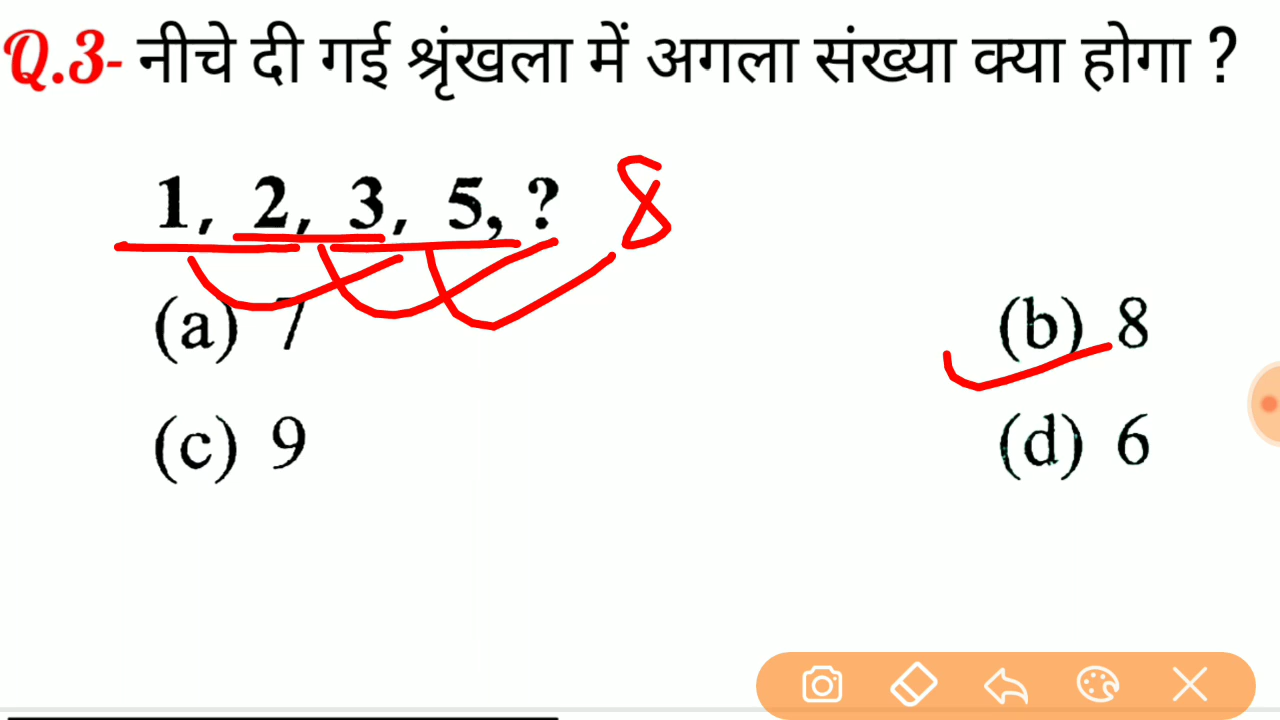 Q.3- नीचे दी गई श्रृंखला में अगला संख्या क्या होगा ?
1, 2, 3, 5, ? 8
(a) 7 (b) 8
(c) 9 (d) 6